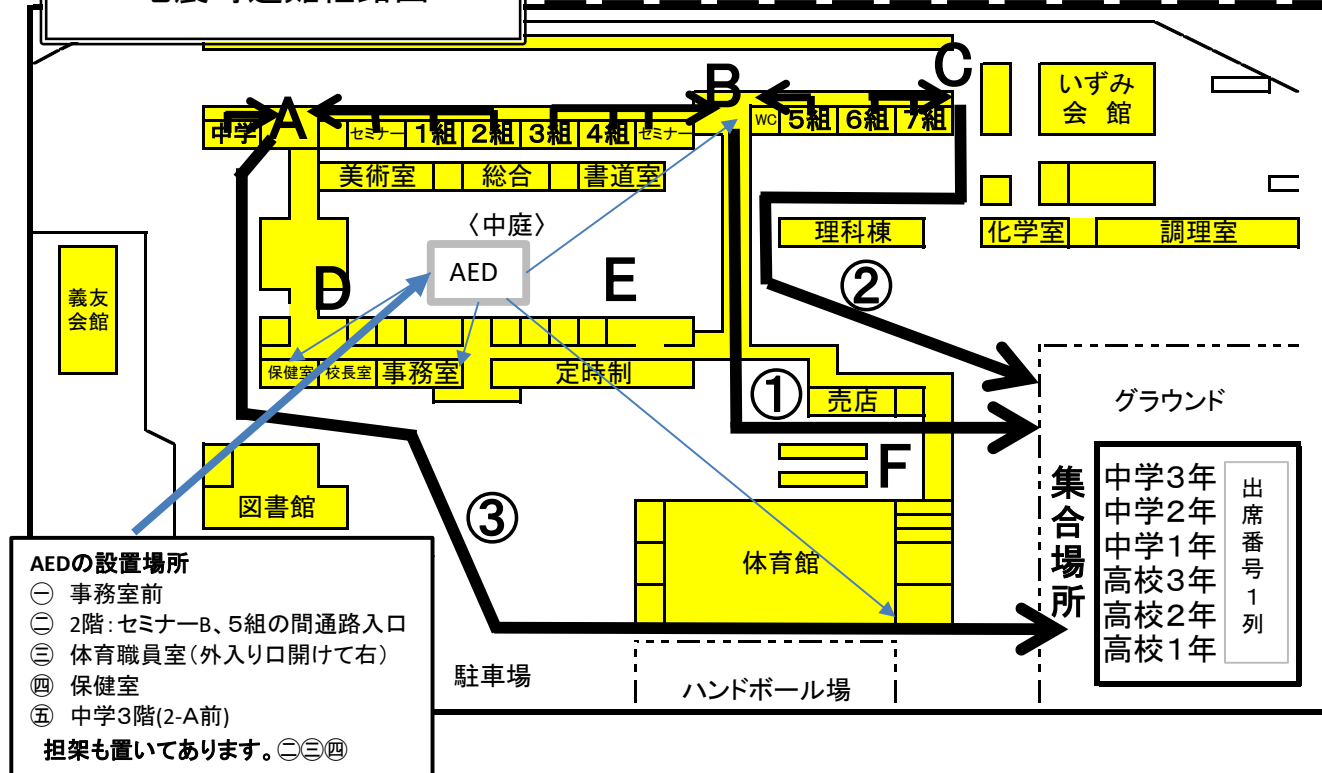 地震時避難経路図
A
B
C
いずみ
会 館
中学
セミナー
1組
2組
3組
4組
セミナー
WC
5組
6組
7組
美術室
総合
書道室
〈中庭〉
理科棟
化学室
調理室
AED
D
E
②
義友
会館
保健室
校長室
事務室
定時制
①
売店
グラウンド
F
図書館
③
体育館
集合場所
中学3年
中学2年
中学1年
高校3年
高校2年
高校1年
出席番号1列
駐車場
ハンドボール場
AEDの設置場所
㊀ 事務室前
㊁ 2階:セミナーB、5組の間通路入口
㊂ 体育職員室(外入り口開けて右)
㊃ 保健室
㊄ 中学3階(2-A前)
担架も置いてあります。㊁㊂㊃